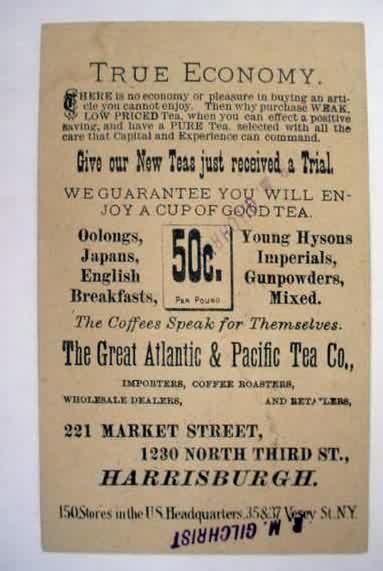 TRUE ECONOMY.
THERE is no economy or pleasure in buying an arti-
cle you cannot enjoy. Then why purchase WEAK,
LOW PRICED Tea, when you can effect a positive
saving, and have a PURE Tea, selected with all the
care that Capital and Experience can command.
Give our New Teas just received a Trial.
WE GUARANTEE YOU WILL EN-
JOY A CUP OF GOOD TEA.
Oolongs,
Japans,
English
Breakfasts,
50c.
PER POUND
Young Hysons
Imperials,
Gunpowders,
Mixed.
The Coffees Speak for Themselves.
The Great Atlantic & Pacific Tea Co.,
IMPORTERS, COFFEE ROASTERS,
WHOLESALE DEALERS, AND RETAILERS,
221 MARKET STREET,
1230 NORTH THIRD ST.,
HARRISBURGH.
150 Stores in the U.S. Headquarters, 35 & 37 Vesey St. N.Y.
M. GILCHRIST